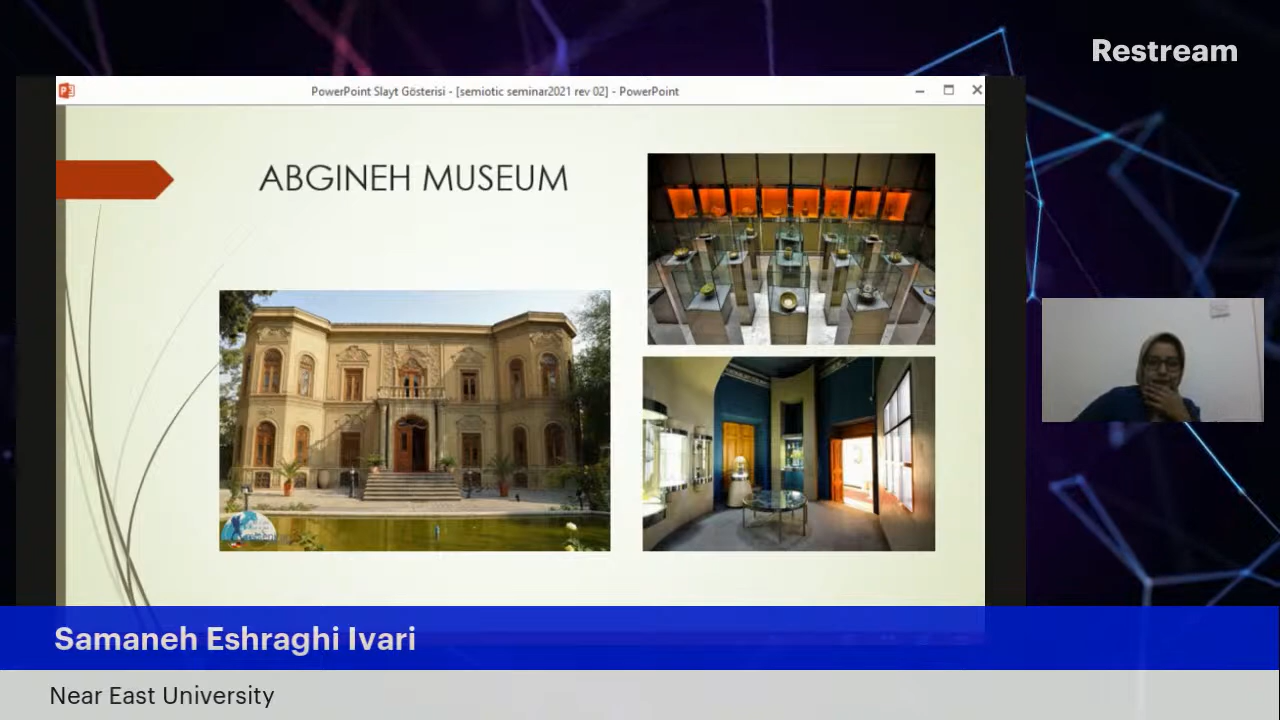 Restream
PowerPoint Slayt Gösterisi - [semiotic seminar2021 rev 02] - PowerPoint
ABGINEH MUSEUM
Samaneh Eshraghi Ivari
Near East University